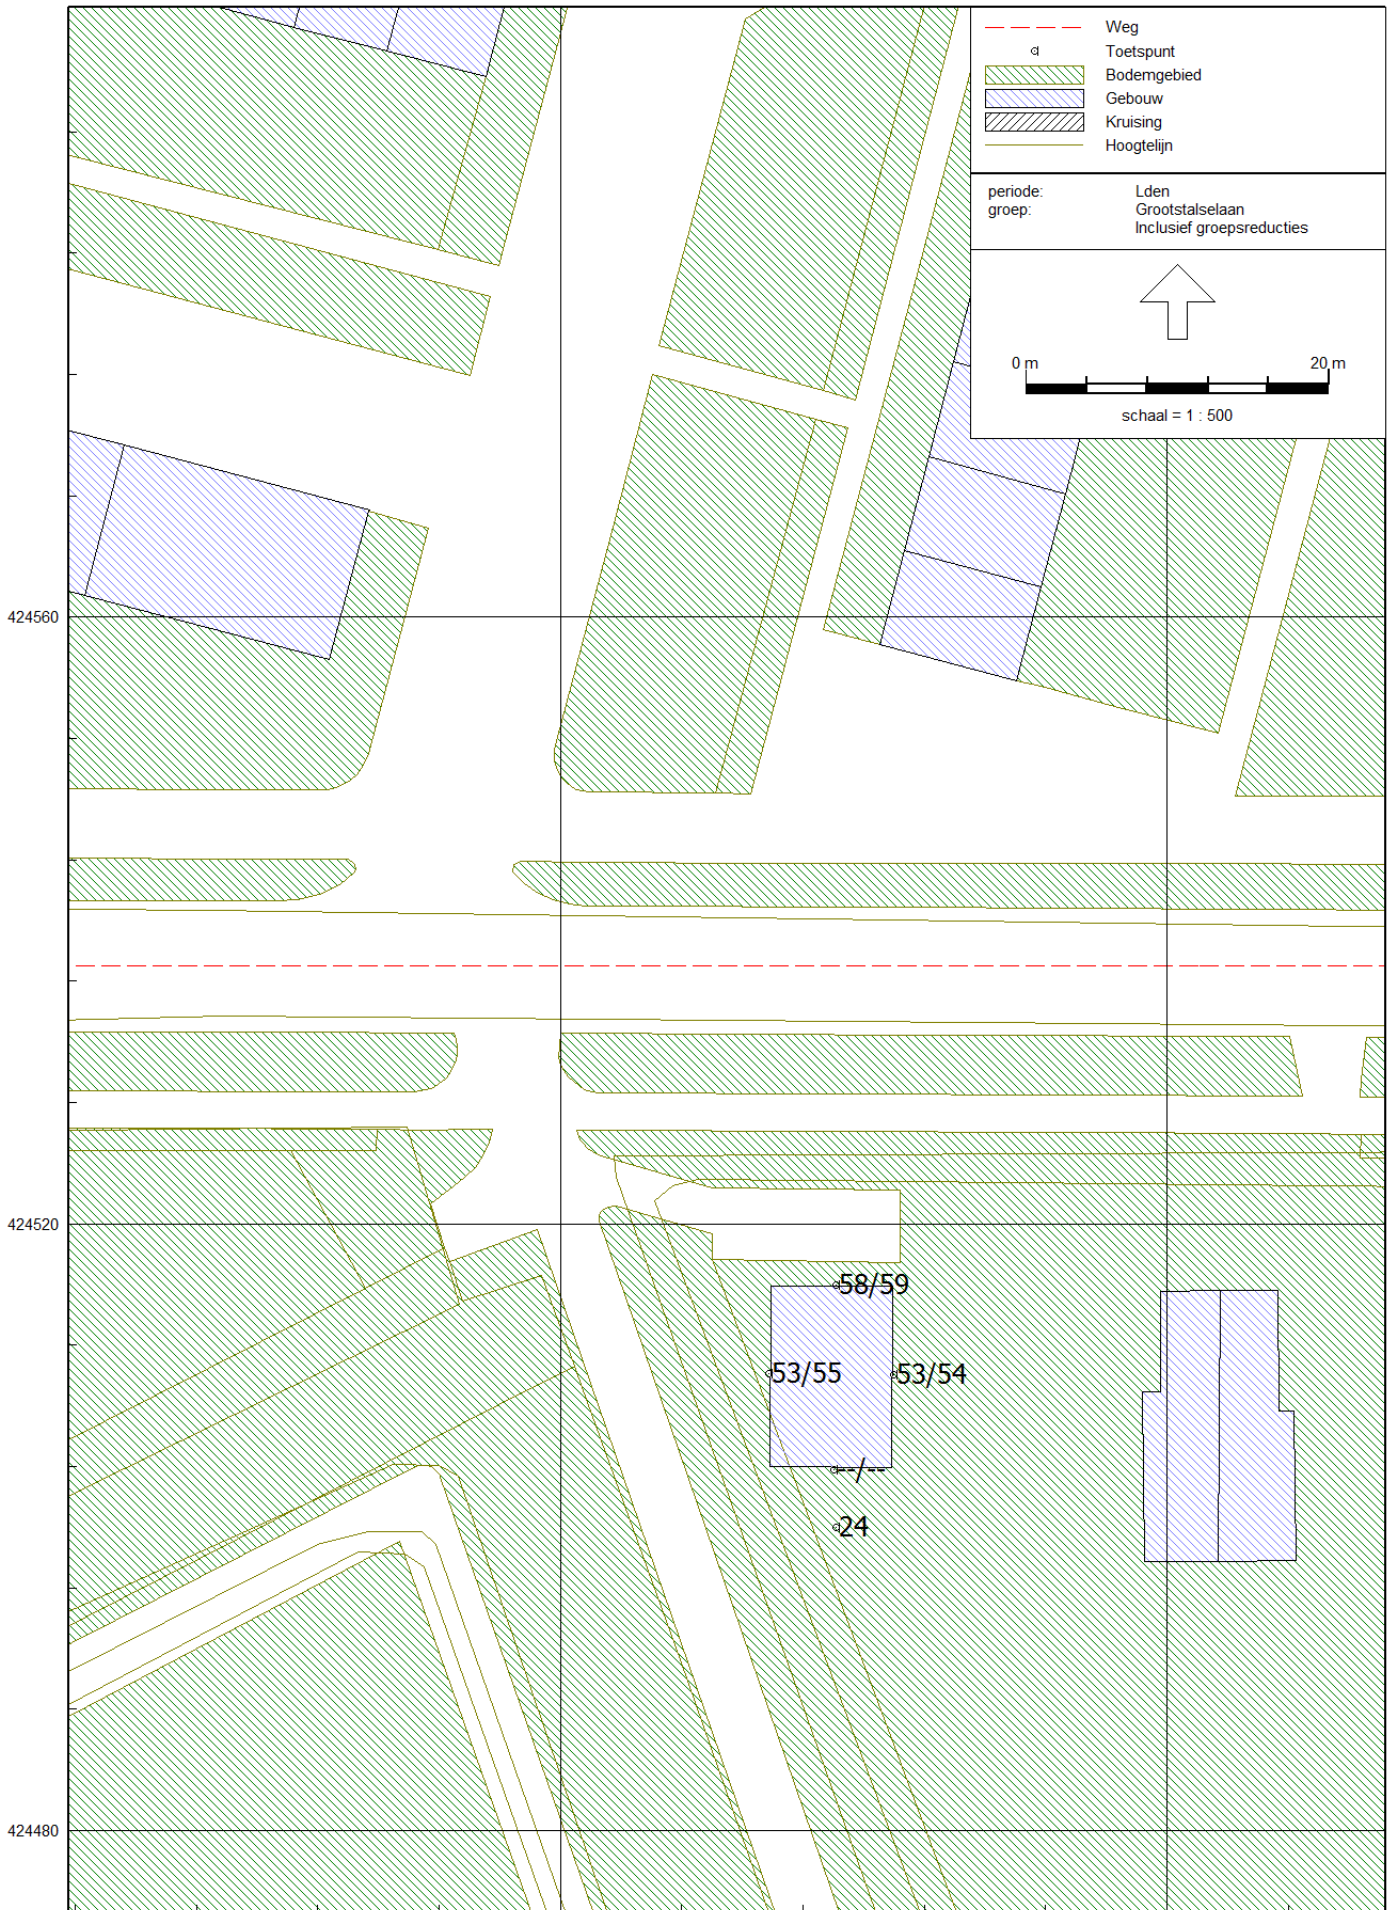 Weg
Toetspunt
Bodemgebied
Gebouw
Kruising
Hoogtelijn
periode: Lden
groep: Grootstalselaan
Inclusief groepsreducties
0 m 20 m
schaal = 1 : 500
424560
424520
58/59
53/55 53/54
--/--
24
424480